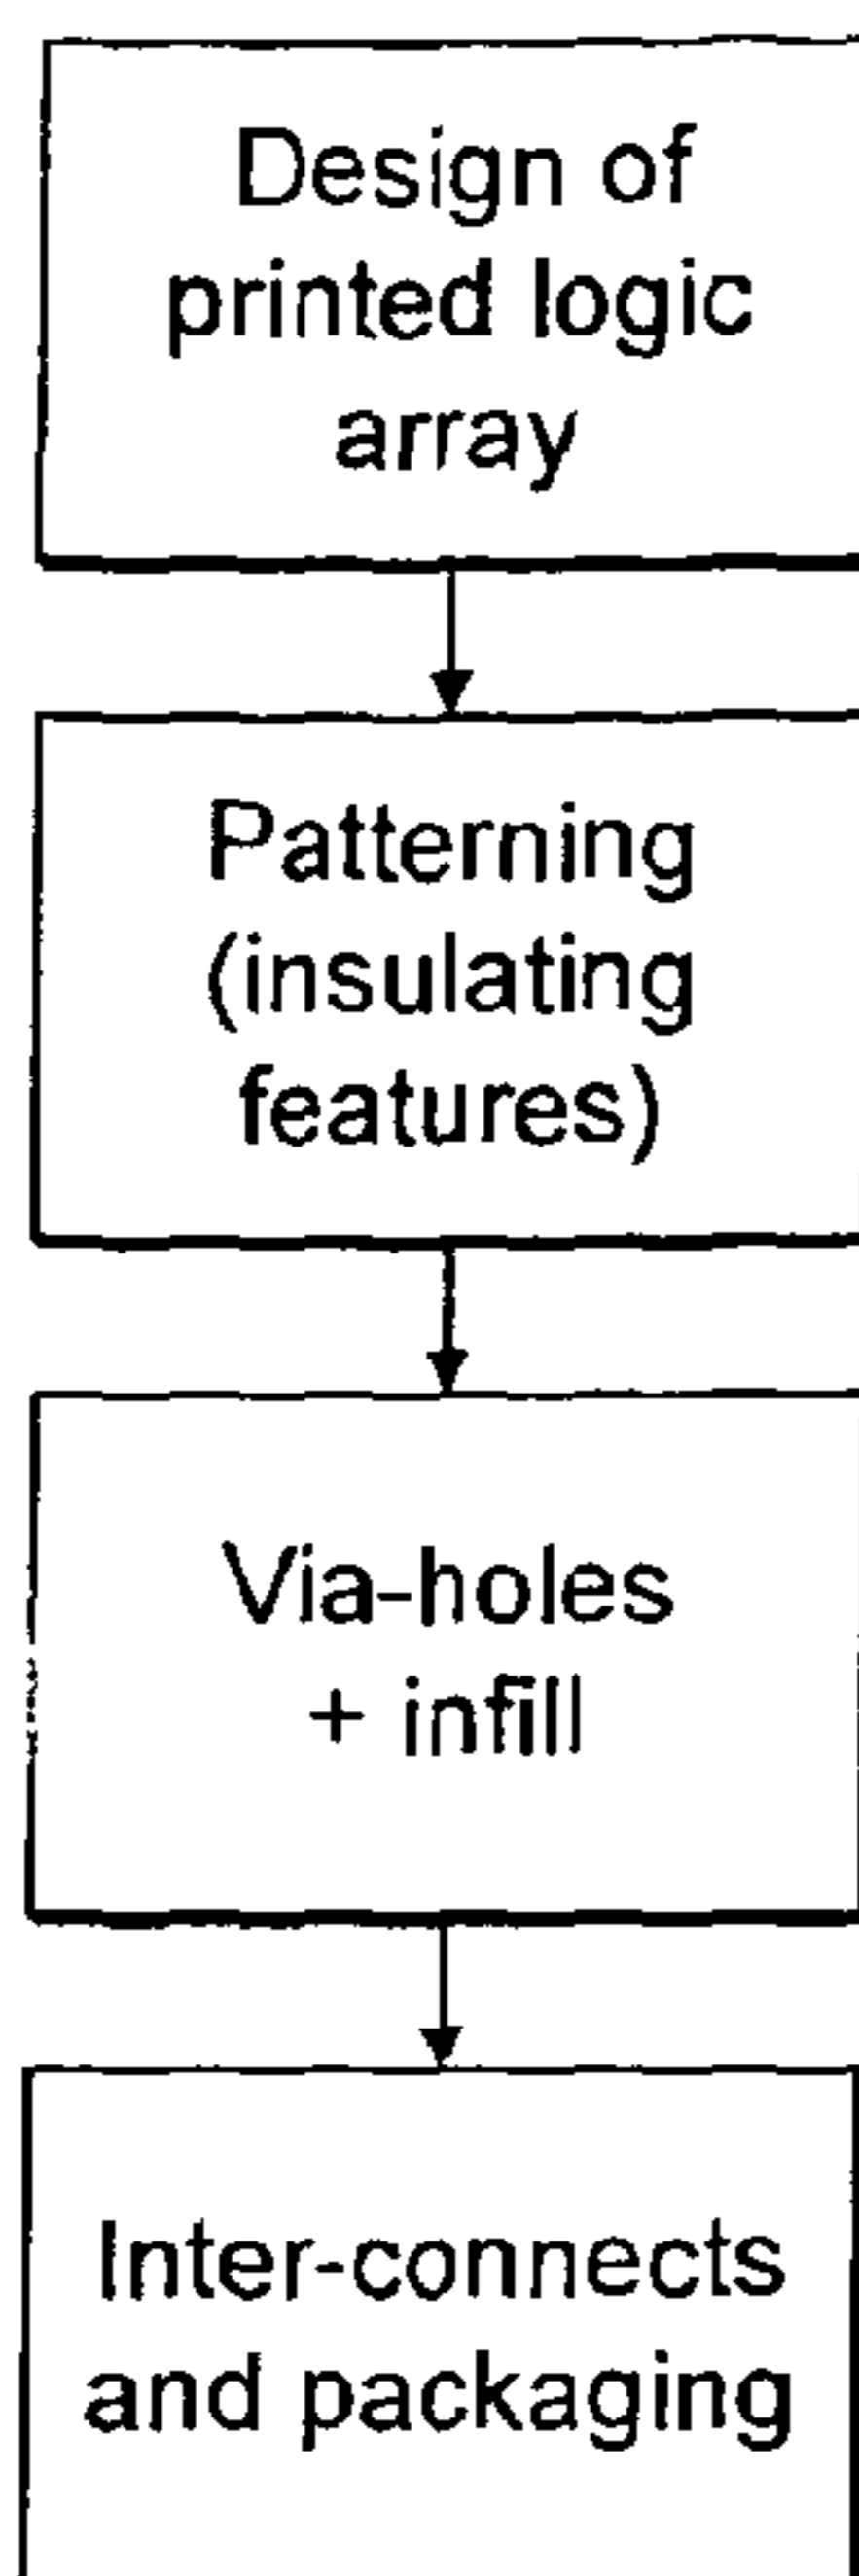 Design of
printed logic
array
Patterning
(insulating
features)
Via-holes
+ infill
Inter-connects
and packaging